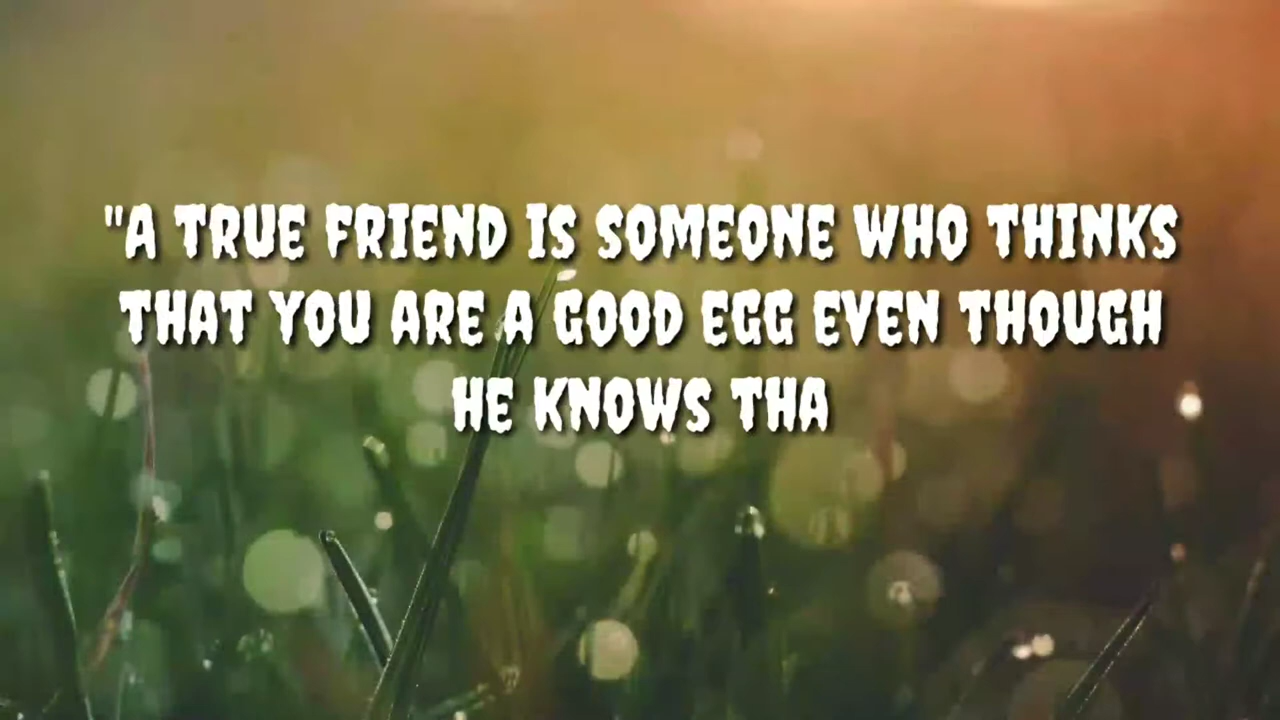 "A TRUE FRIEND IS SOMEONE WHO THINKS
THAT YOU ARE A GOOD EGG EVEN THOUGH
HE KNOWS THA